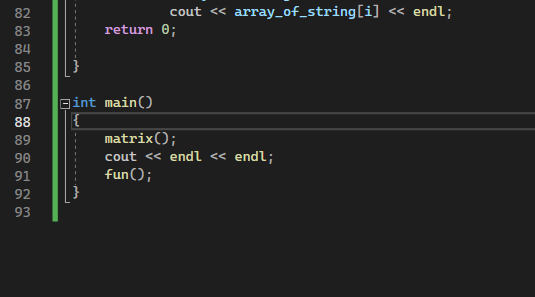 82 cout << array_of_string[i] << endl;
83 return 0;
84
85 }
86
87 int main()
88 {
89 matrix();
90 cout << endl << endl;
91 fun();
92 }
93